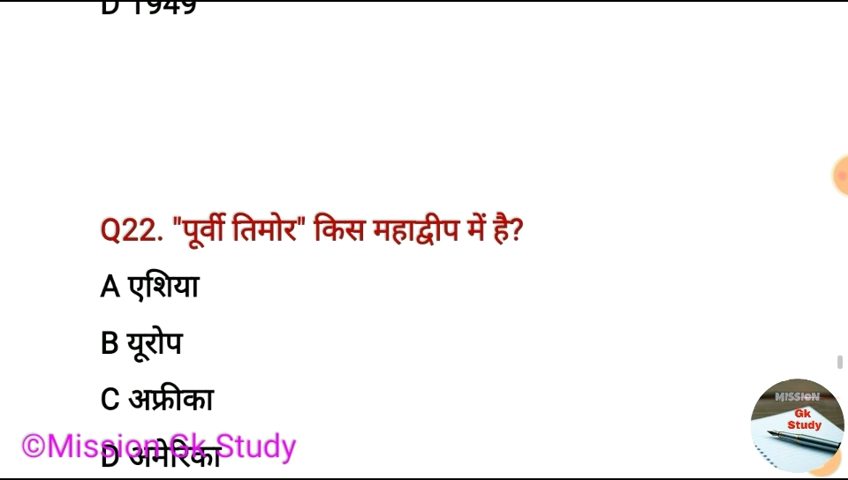 D 1949
Q22. "पूर्वी तिमोर" किस महाद्वीप में है?
A एशिया
B यूरोप
C अफ्रीका
D अमेरिका
©Mission Gk Study
MISSION
Gk
Study